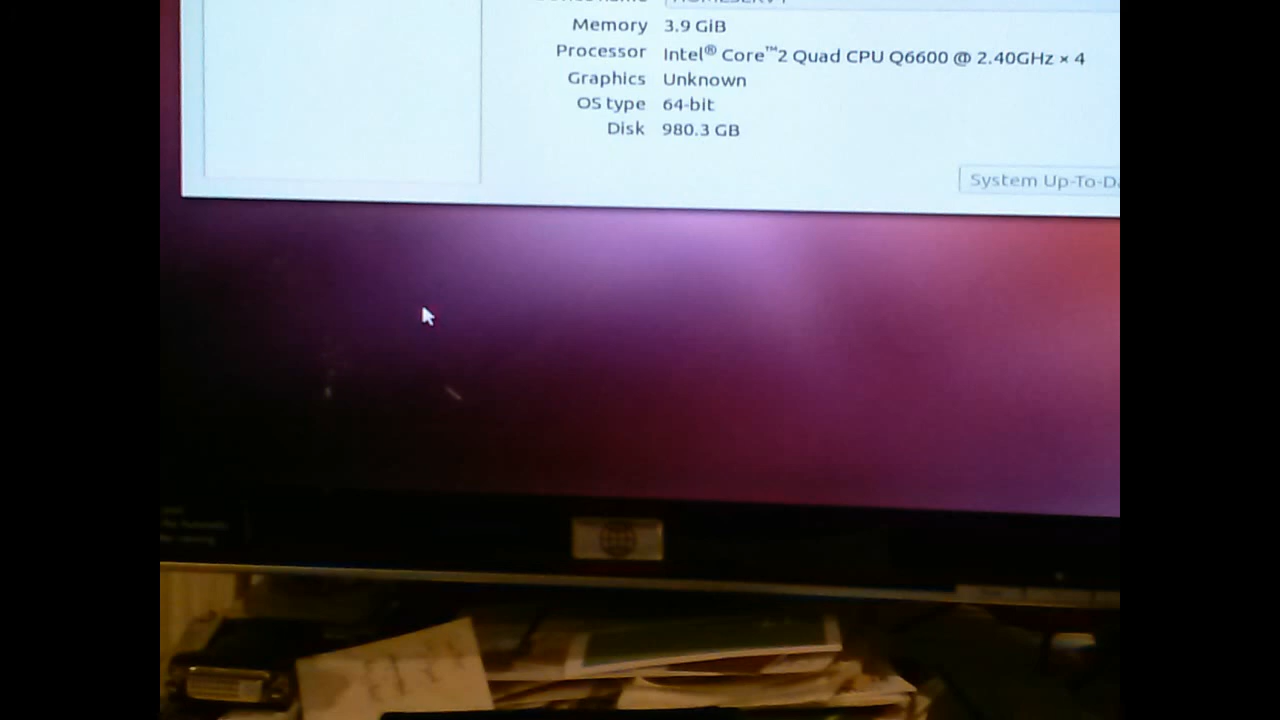 Memory 3.9 GiB
Processor Intel® Core™2 Quad CPU Q6600 @ 2.40GHz × 4
Graphics Unknown
OS type 64-bit
Disk 980.3 GB
System Up-To-Da